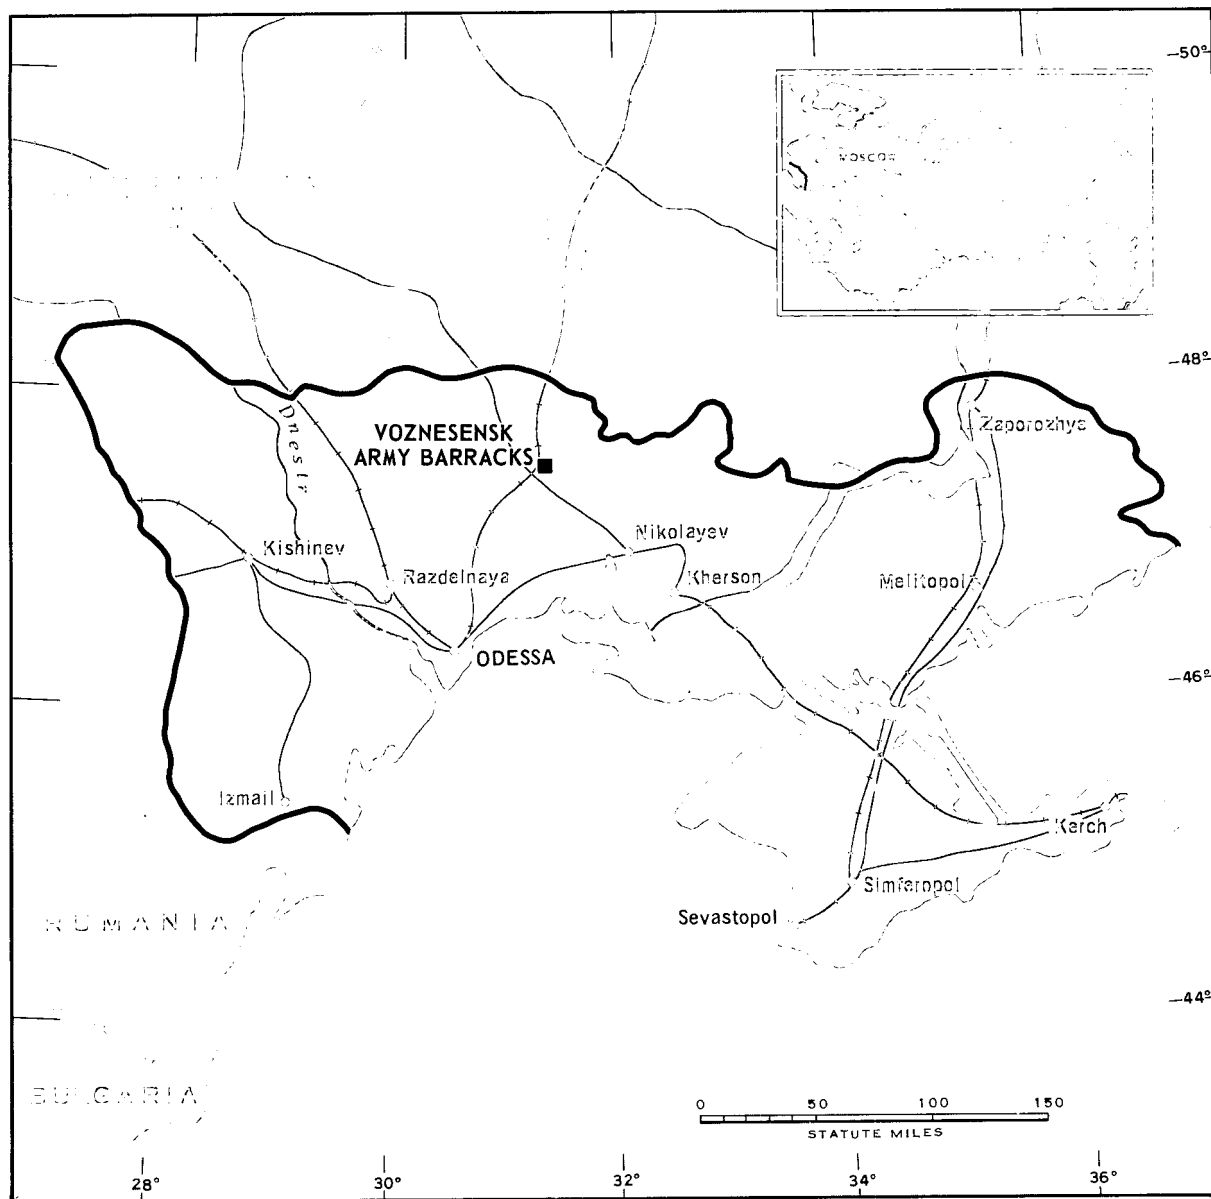 50°
MOSCOW
48°
Dnestr
VOZNESENSK
ARMY BARRACKS
Zaporozhye
Kishinev
Razdelnaya
Nikolayev
Kherson
Melitopol
ODESSA
46°
Izmail
Kerch
Simferopol
Sevastopol
RUMANIA
44°
BULGARIA
0 50 100 150
STATUTE MILES
28° 30° 32° 34° 36°